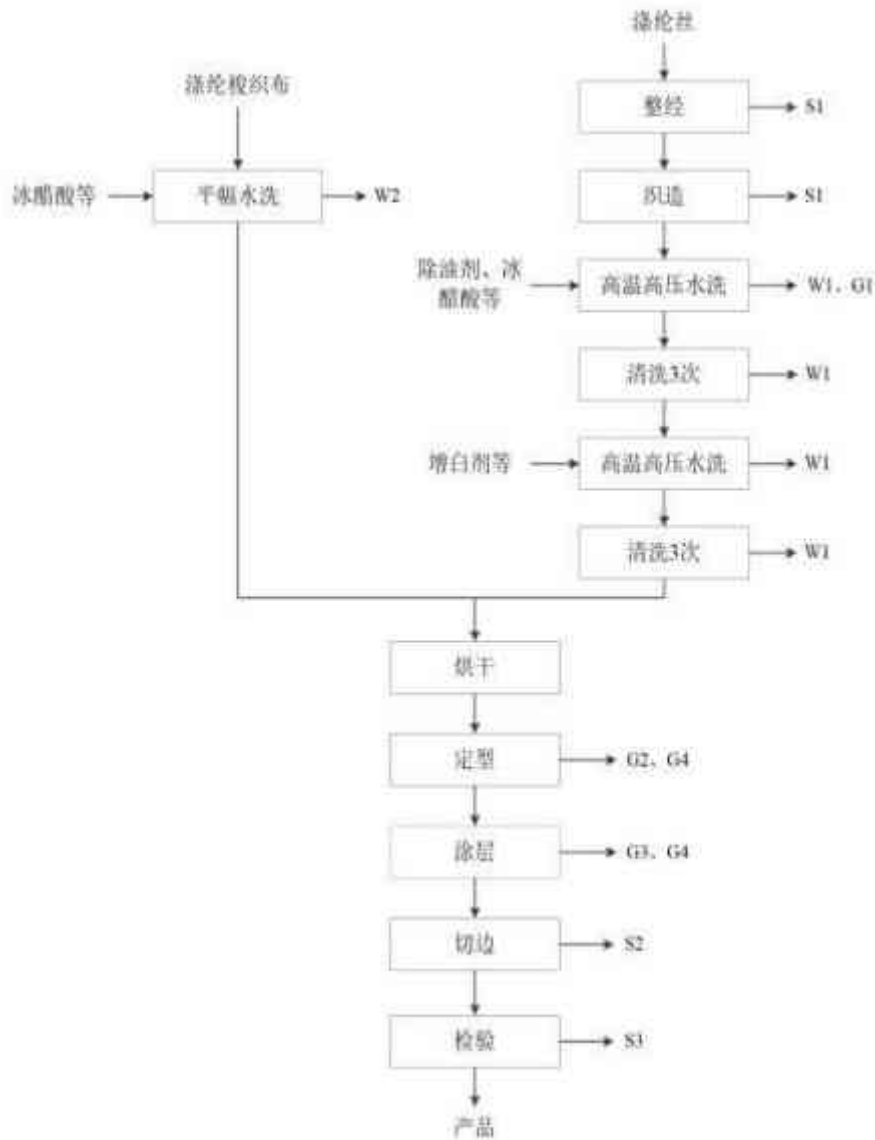 涤纶丝
涤纶梭织布
整经
S1
冰醋酸等
平幅水洗
W2
织造
S1
除油剂、冰
醋酸等
高温高压水洗
W1、G1
清洗3次
W1
增白剂等
高温高压水洗
W1
清洗3次
W1
烘干
定型
G2、G4
涂层
G3、G4
切边
S2
检验
S3
产品